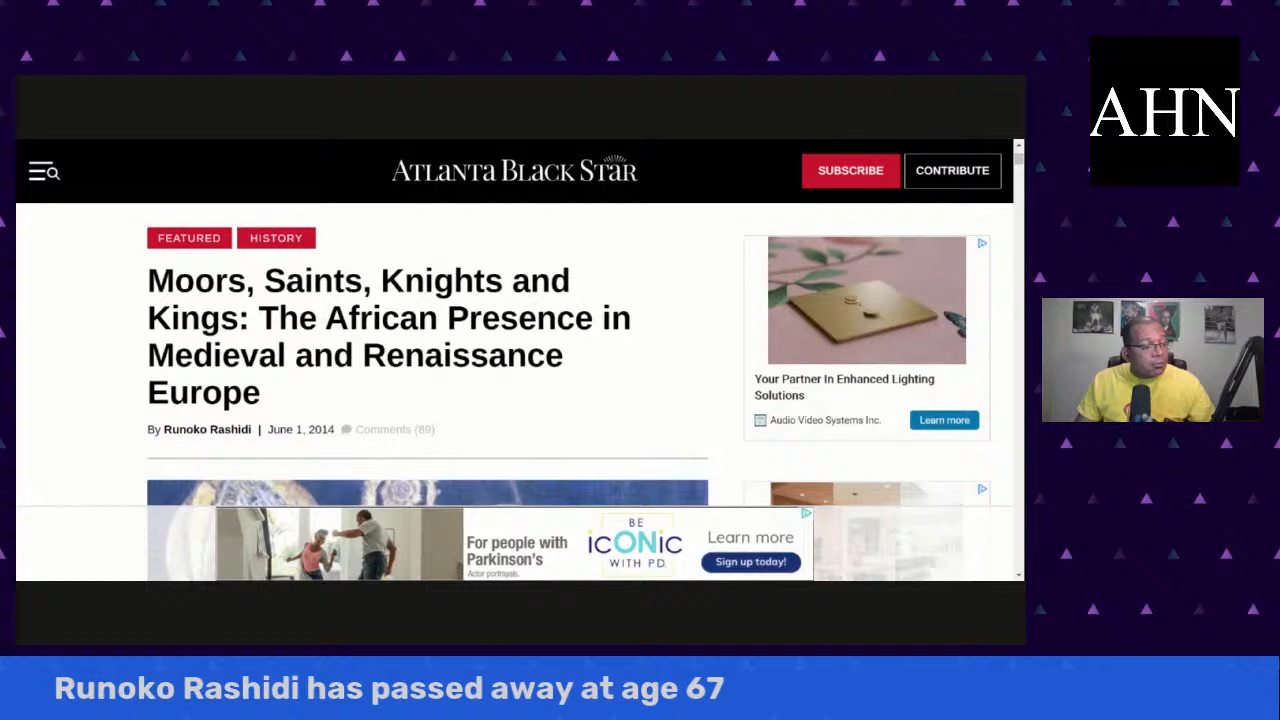 AHN
ATLANTA BLACK STAR
SUBSCRIBE
CONTRIBUTE
FEATURED
HISTORY
Moors, Saints, Knights and
Kings: The African Presence in
Medieval and Renaissance
Europe
By Runoko Rashidi | June 1, 2014 Comments (89)
Your Partner In Enhanced Lighting
Solutions
Audio Video Systems Inc.
Learn more
For people with
Parkinson's
Actor portrayals.
BE
ICONIC
WITH PD.
Learn more
Sign up today!
Runoko Rashidi has passed away at age 67